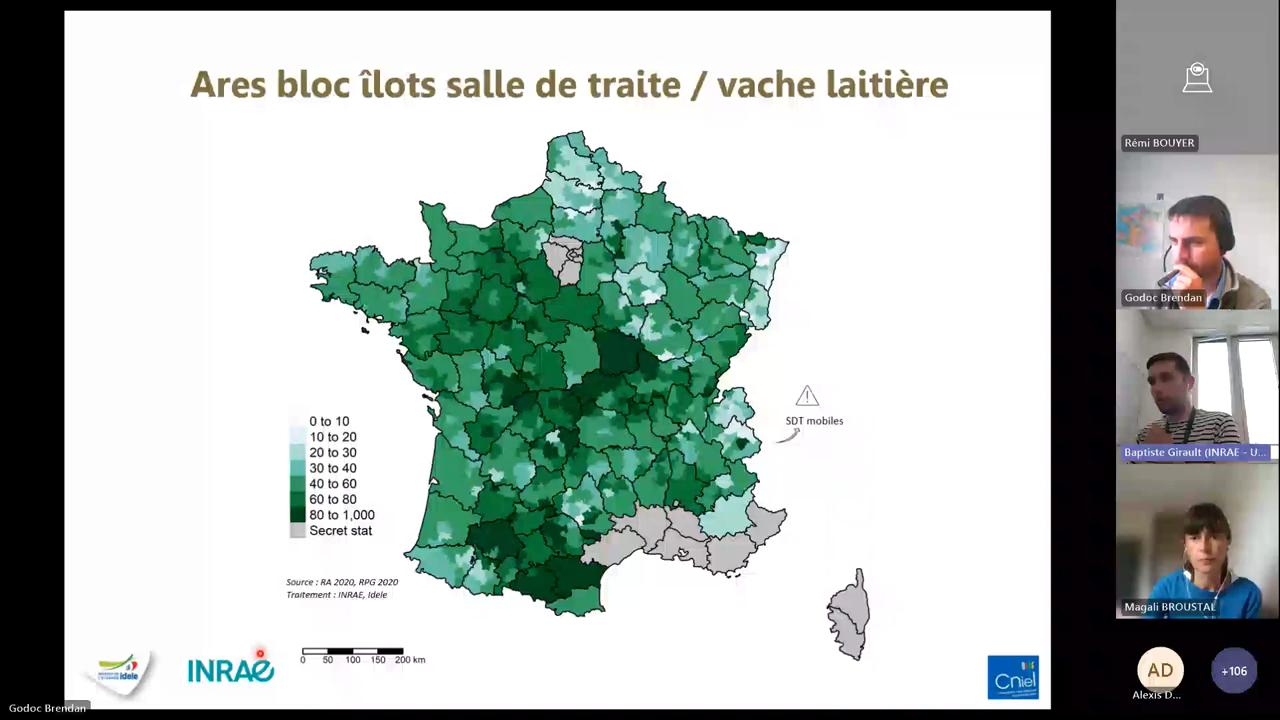 Ares bloc îlots salle de traite / vache laitière
SDT mobiles
0 to 10
10 to 20
20 to 30
30 to 40
40 to 60
60 to 80
80 to 1,000
Secret stat
Source : RA 2020, RPG 2020
Traitement : INRAE, Idele
idele
INRAE
0 50 100 150 200 km
Cniel
Godoc Brendan
Rémi BOUYER
Godoc Brendan
Baptiste Girault (INRAE - U...
Magali BROUSTAL
AD
Alexis D...
+106